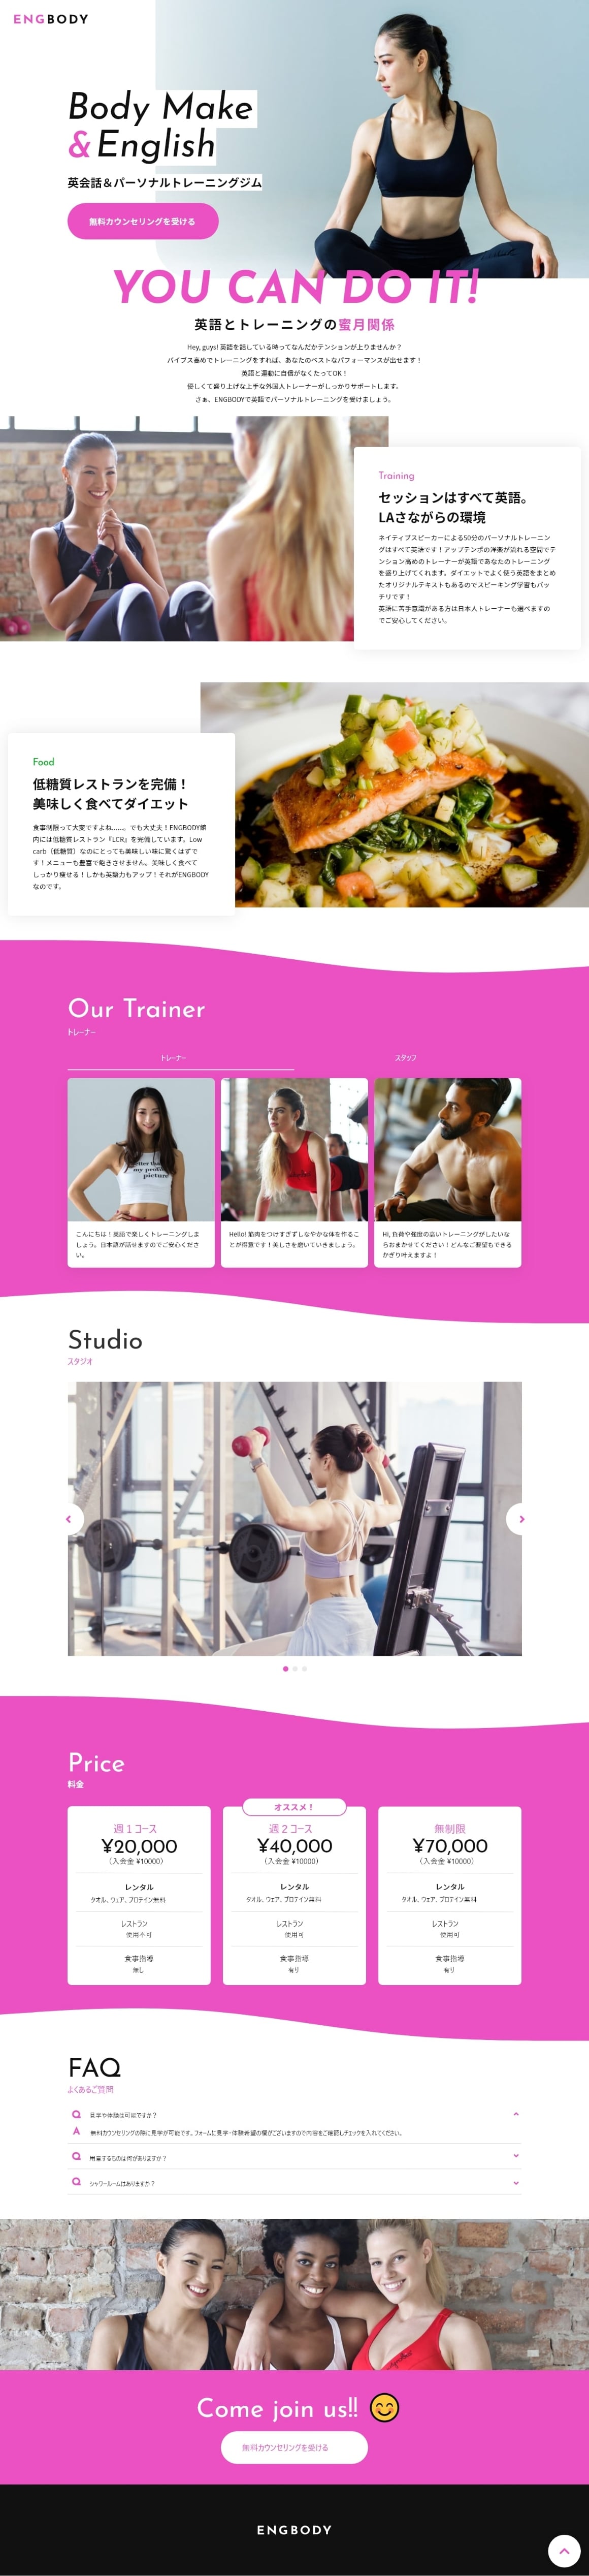 ENGBODY
Body Make
& English
英会話＆パーソナルトレーニングジム
無料カウンセリングを受ける
YOU CAN DO IT!
英語とトレーニングの蜜月関係
Hey, guys! 英語を話している時ってなんだかテンションが上りませんか？
バイブス高めでトレーニングをすれば、あなたのベストなパフォーマンスが出せます！
英語と運動に自信がなくたってOK！
優しくて盛り上げな上手な外国人トレーナーがしっかりサポートします。
さぁ、ENGBODYで英語でパーソナルトレーニングを受けましょう。
Training
セッションはすべて英語。
LAさながらの環境
ネイティブスピーカーによる50分のパーソナルトレーニン
グはすべて英語です！アップテンポの洋楽が流れる空間でテ
ンション高めのトレーナーが英語であなたのトレーニング
を盛り上げてくれます。ダイエットでよく使う英語をまとめ
たオリジナルテキストもあるのでスピーキング学習もバッ
チリです！
英語に苦手意識がある方は日本人トレーナーも選べますの
でご安心してください。
Food
低糖質レストランを完備！
美味しく食べてダイエット
食事制限って大変ですよね......。でも大丈夫！ENGBODY館
内には低糖質レストラン『LCR』を完備しています。Low
carb（低糖質）なのにとっても美味しい味に驚くはずで
す！メニューも豊富で飽きさせません。美味しく食べて
しっかり痩せる！しかも英語力もアップ！それがENGBODY
なのです。
Our Trainer
トレーナー
トレーナー
スタッフ
better than
my profile
picture
こんにちは！英語で楽しくトレーニングしま
しょう。日本語が話せますのでご安心くださ
い。
Hello! 筋肉をつけすぎずしなやかな体を作るこ
とが得意です！美しさを磨いていきましょう。
Hi, 負荷や強度の高いトレーニングがしたいな
らおまかせてください！どんなご要望もできる
かぎり叶えますよ！
Studio
スタジオ
Price
料金
週１コース
¥20,000
（入会金 ¥10000）
レンタル
タオル、ウェア、プロテイン無料
レストラン
使用不可
食事指導
無し
オススメ！
週２コース
¥40,000
（入会金 ¥10000）
レンタル
タオル、ウェア、プロテイン無料
レストラン
使用可
食事指導
有り
無制限
¥70,000
（入会金 ¥10000）
レンタル
タオル、ウェア、プロテイン無料
レストラン
使用可
食事指導
有り
FAQ
よくあるご質問
Q 見学や体験は可能ですか？
A 無料カウンセリングの際に見学が可能です。フォームに見学・体験希望の欄がございますので内容をご確認しチェックを入れてください。
Q 用意するものは何がありますか？
Q シャワールームはありますか？
Come join us!!
無料カウンセリングを受ける
ENGBODY